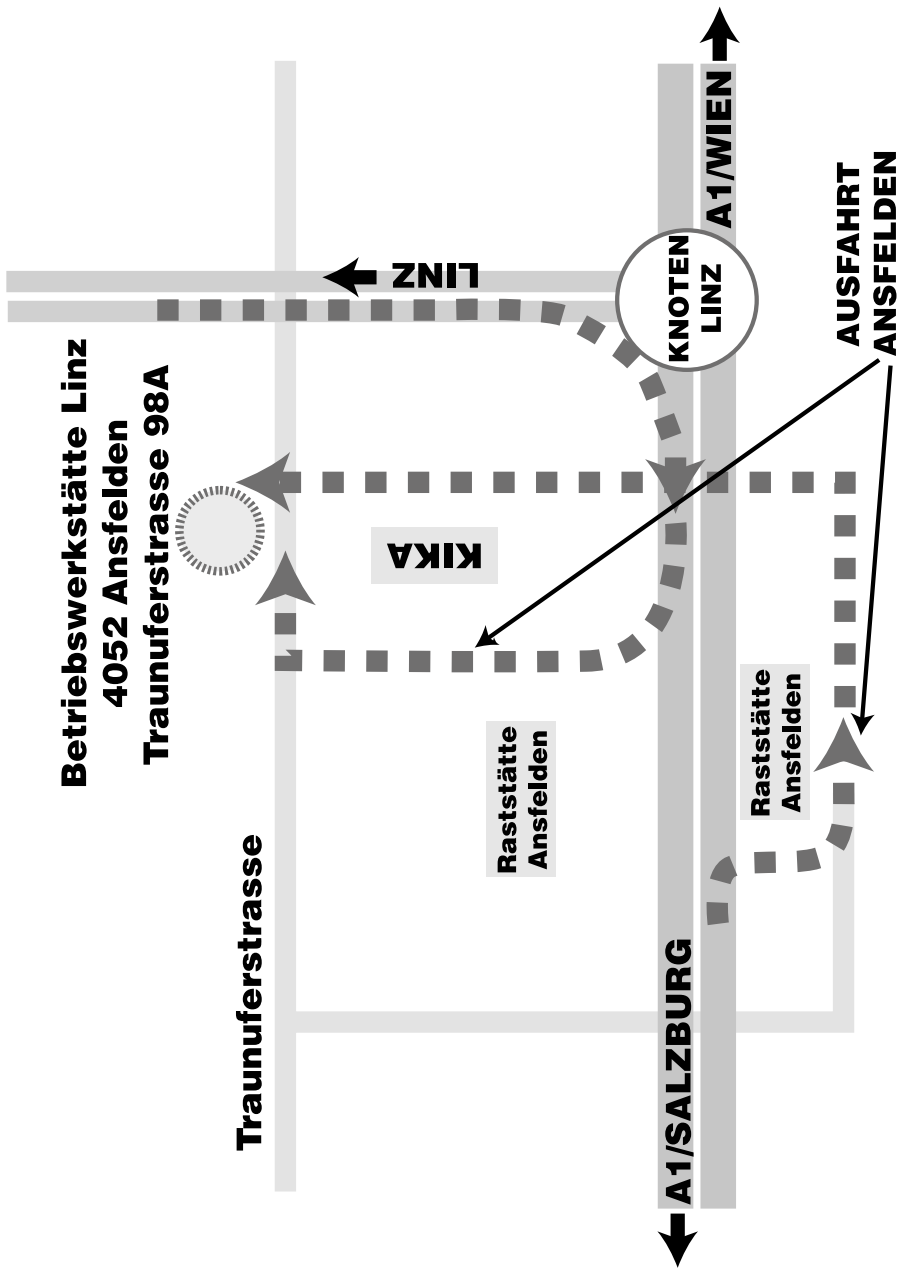 Betriebswerkstätte Linz
4052 Ansfelden
Traunuferstrasse 98A
Traunuferstrasse
LINZ
KIKA
Raststätte
Ansfelden
KNOTEN
LINZ
A1/SALZBURG
A1/WIEN
Raststätte
Ansfelden
AUSFAHRT
ANSFELDEN